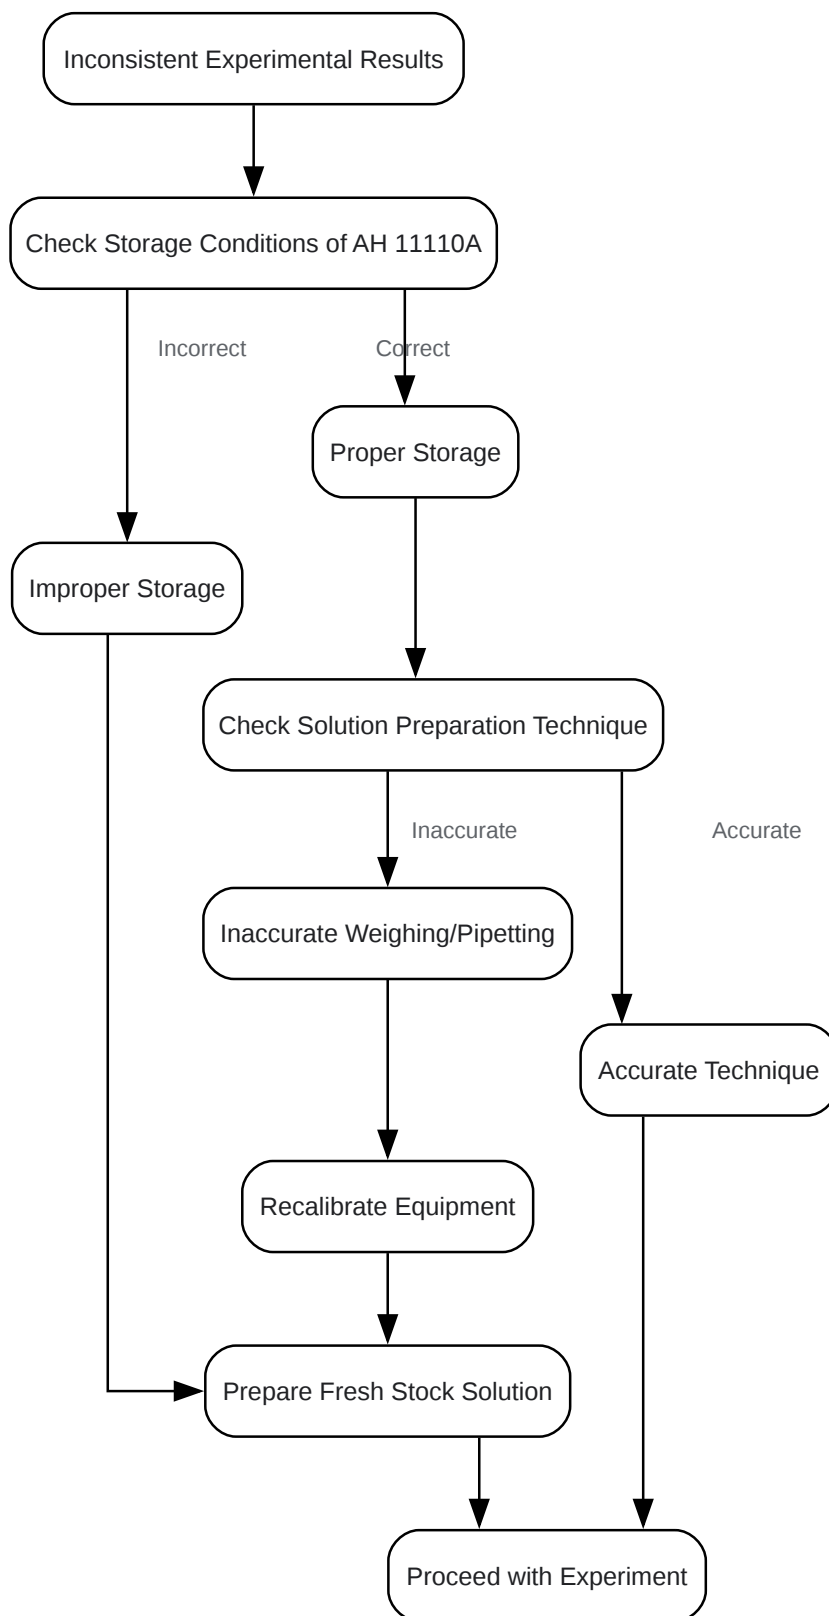 Inconsistent Experimental Results
Check Storage Conditions of AH 11110A
Incorrect
Correct
Proper Storage
Improper Storage
Check Solution Preparation Technique
Inaccurate
Accurate
Inaccurate Weighing/Pipetting
Accurate Technique
Recalibrate Equipment
Prepare Fresh Stock Solution
Proceed with Experiment